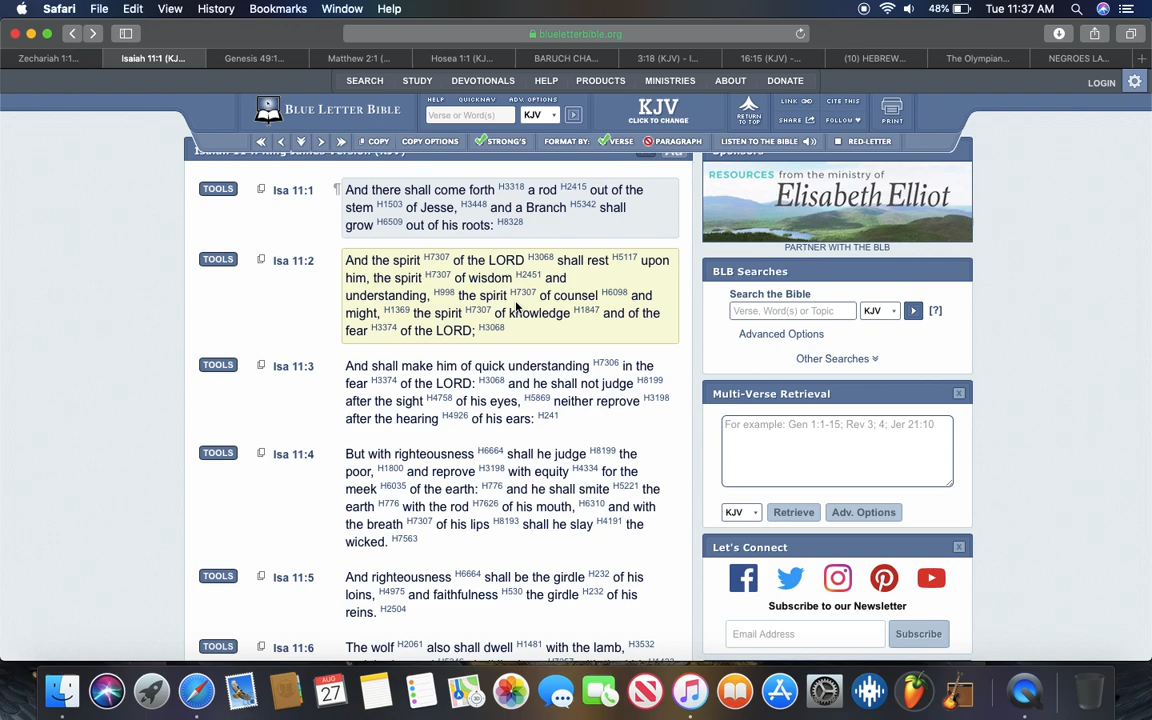 Safari File Edit View History Bookmarks Window Help 48% Tue 11:37 AM
blueletterbible.org
Zechariah 1:1... Isaiah 11:1 (KJ... Genesis 49:1... Matthew 2:1 (... Hosea 1:1 (KJ... BARUCH CHA... 3:18 (KJV) - I... 16:15 (KJV) -... (10) HEBREW... The Olympian... NEGROES LA...
SEARCH STUDY DEVOTIONALS HELP PRODUCTS MINISTRIES ABOUT DONATE LOGIN
BLUE LETTER BIBLE
HELP QUICKNAV ADV. OPTIONS
Verse or Word(s) KJV
KJV
CLICK TO CHANGE
RETURN
TO TOP
LINK CITE THIS
SHARE FOLLOW
PRINT
COPY COPY OPTIONS STRONG'S FORMAT BY: VERSE PARAGRAPH LISTEN TO THE BIBLE RED-LETTER
TOOLS Isa 11:1 ¶ And there shall come forth H3318 a rod H2415 out of the
stem H1503 of Jesse, H3448 and a Branch H5342 shall
grow H6509 out of his roots: H8328
TOOLS Isa 11:2 And the spirit H7307 of the LORD H3068 shall rest H5117 upon
him, the spirit H7307 of wisdom H2451 and
understanding, H998 the spirit H7307 of counsel H6098 and
might, H1369 the spirit H7307 of knowledge H1847 and of the
fear H3374 of the LORD; H3068
TOOLS Isa 11:3 And shall make him of quick understanding H7306 in the
fear H3374 of the LORD: H3068 and he shall not judge H8199
after the sight H4758 of his eyes, H5869 neither reprove H3198
after the hearing H4926 of his ears: H241
TOOLS Isa 11:4 But with righteousness H6664 shall he judge H8199 the
poor, H1800 and reprove H3198 with equity H4334 for the
meek H6035 of the earth: H776 and he shall smite H5221 the
earth H776 with the rod H7626 of his mouth, H6310 and with
the breath H7307 of his lips H8193 shall he slay H4191 the
wicked. H7563
TOOLS Isa 11:5 And righteousness H6664 shall be the girdle H232 of his
loins, H4975 and faithfulness H530 the girdle H232 of his
reins. H2504
TOOLS Isa 11:6 The wolf H2061 also shall dwell H1481 with the lamb, H3532
RESOURCES from the ministry of
Elisabeth Elliot
PARTNER WITH THE BLB
BLB Searches
Search the Bible
Verse, Word(s) or Topic KJV [?]
Advanced Options
Other Searches
Multi-Verse Retrieval
For example: Gen 1:1-15; Rev 3; 4; Jer 21:10
KJV Retrieve Adv. Options
Let's Connect
Subscribe to our Newsletter
Email Address Subscribe
AUG
27